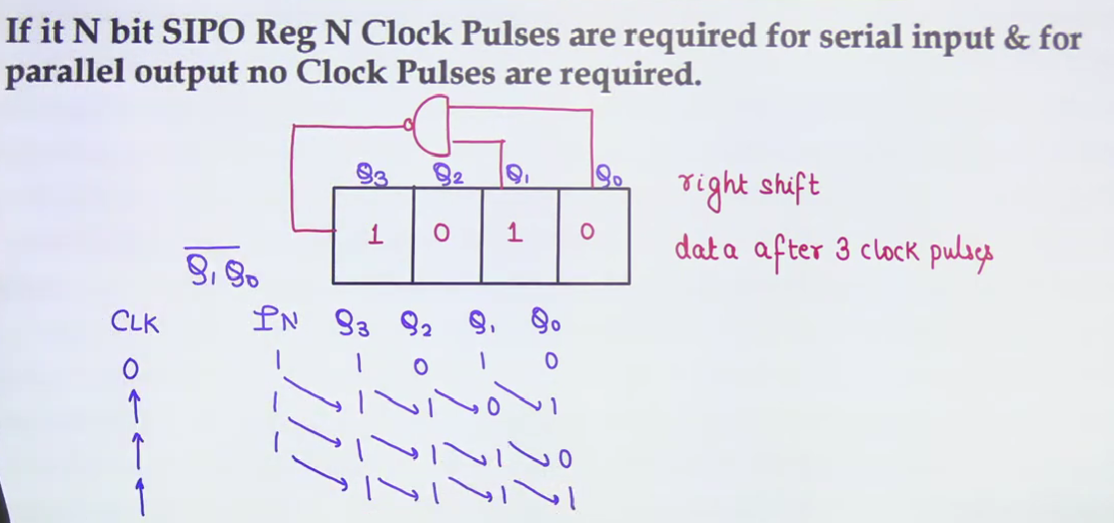 If it N bit SIPO Reg N Clock Pulses are required for serial input & for
parallel output no Clock Pulses are required.
Q3 Q2 Q1 Q0
1 0 1 0
right shift
data after 3 clock pulses
Q1 Q0
CLK IN Q3 Q2 Q1 Q0
0 1 1 0 1 0
↑ 1 1 1 0 1
↑ 1 1 1 1 0
↑ 1 1 1 1